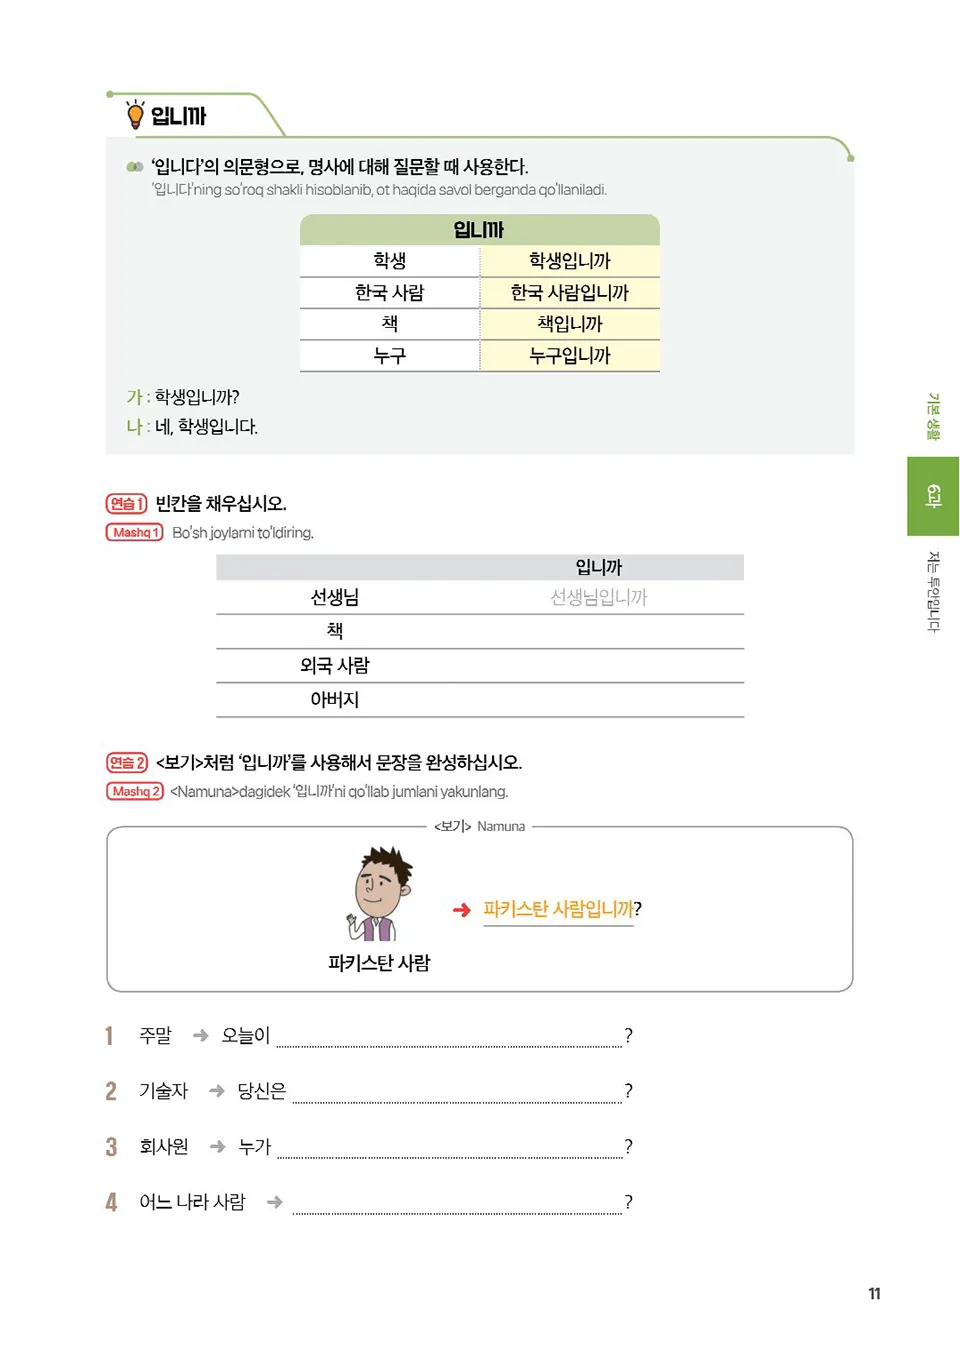 입니까
‘입니다’의 의문형으로, 명사에 대해 질문할 때 사용한다.
‘입니다’ning so‘roq shakli hisoblanib, ot haqida savol berganda qo‘llaniladi.
입니까
학생 학생입니까
한국 사람 한국 사람입니까
책 책입니까
누구 누구입니까
가 : 학생입니까?
나 : 네, 학생입니다.
연습 1 빈칸을 채우십시오.
Mashq 1 Bo‘sh joylarni to‘ldiring.
입니까
선생님 선생님입니까
책
외국 사람
아버지
연습 2 <보기>처럼 ‘입니까’를 사용해서 문장을 완성하십시오.
Mashq 2 <Namuna>dagidek ‘입니까’ni qo‘llab jumlani yakunlang.
<보기> Namuna
➜ 파키스탄 사람입니까?
파키스탄 사람
1 주말 ➜ 오늘이 ?
2 기술자 ➜ 당신은 ?
3 회사원 ➜ 누가 ?
4 어느 나라 사람 ➜ ?
기본 생활
6과
저는 투안입니다
11